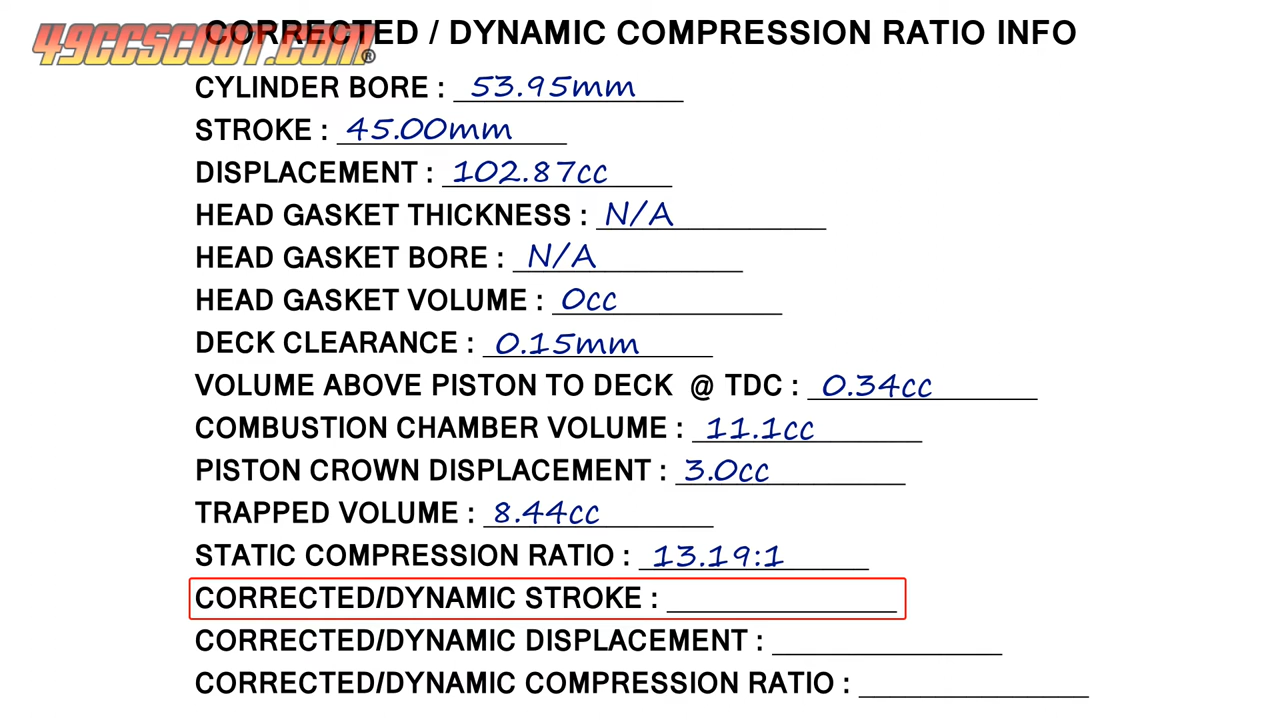 49CCSCOOT.COM®
CORRECTED / DYNAMIC COMPRESSION RATIO INFO
CYLINDER BORE : 53.95mm
STROKE : 45.00mm
DISPLACEMENT : 102.87cc
HEAD GASKET THICKNESS : N/A
HEAD GASKET BORE : N/A
HEAD GASKET VOLUME : 0cc
DECK CLEARANCE : 0.15mm
VOLUME ABOVE PISTON TO DECK @ TDC : 0.34cc
COMBUSTION CHAMBER VOLUME : 11.1cc
PISTON CROWN DISPLACEMENT : 3.0cc
TRAPPED VOLUME : 8.44cc
STATIC COMPRESSION RATIO : 13.19:1
CORRECTED/DYNAMIC STROKE :
CORRECTED/DYNAMIC DISPLACEMENT :
CORRECTED/DYNAMIC COMPRESSION RATIO :